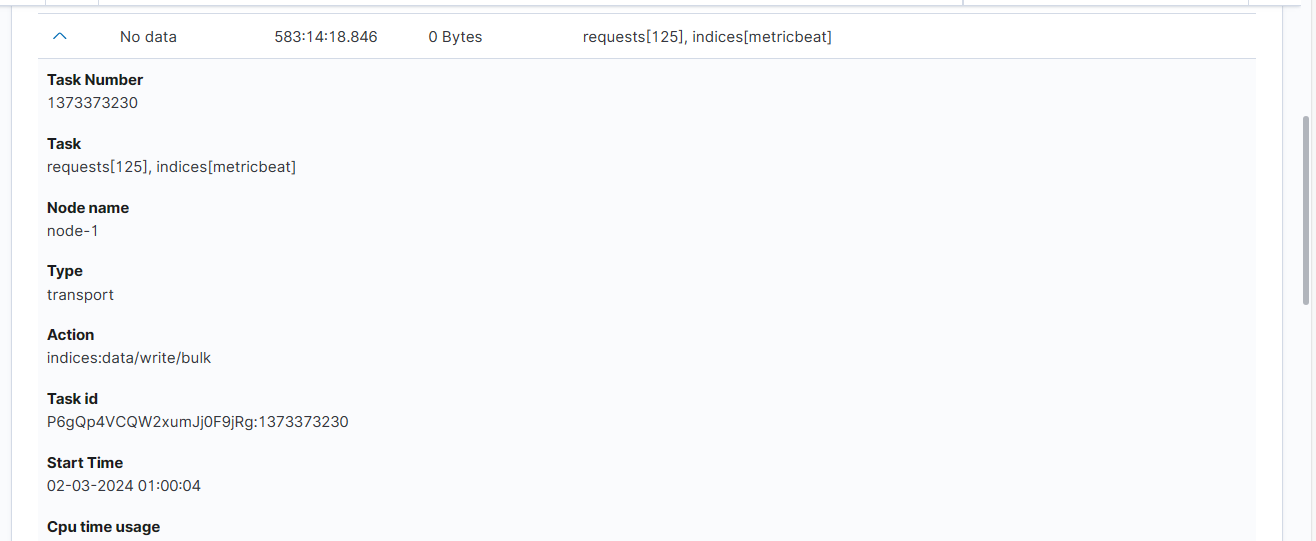 No data 583:14:18.846 0 Bytes requests[125], indices[metricbeat]
Task Number
1373373230
Task
requests[125], indices[metricbeat]
Node name
node-1
Type
transport
Action
indices:data/write/bulk
Task id
P6gQp4VCQW2xumJj0F9jRg:1373373230
Start Time
02-03-2024 01:00:04
Cpu time usage